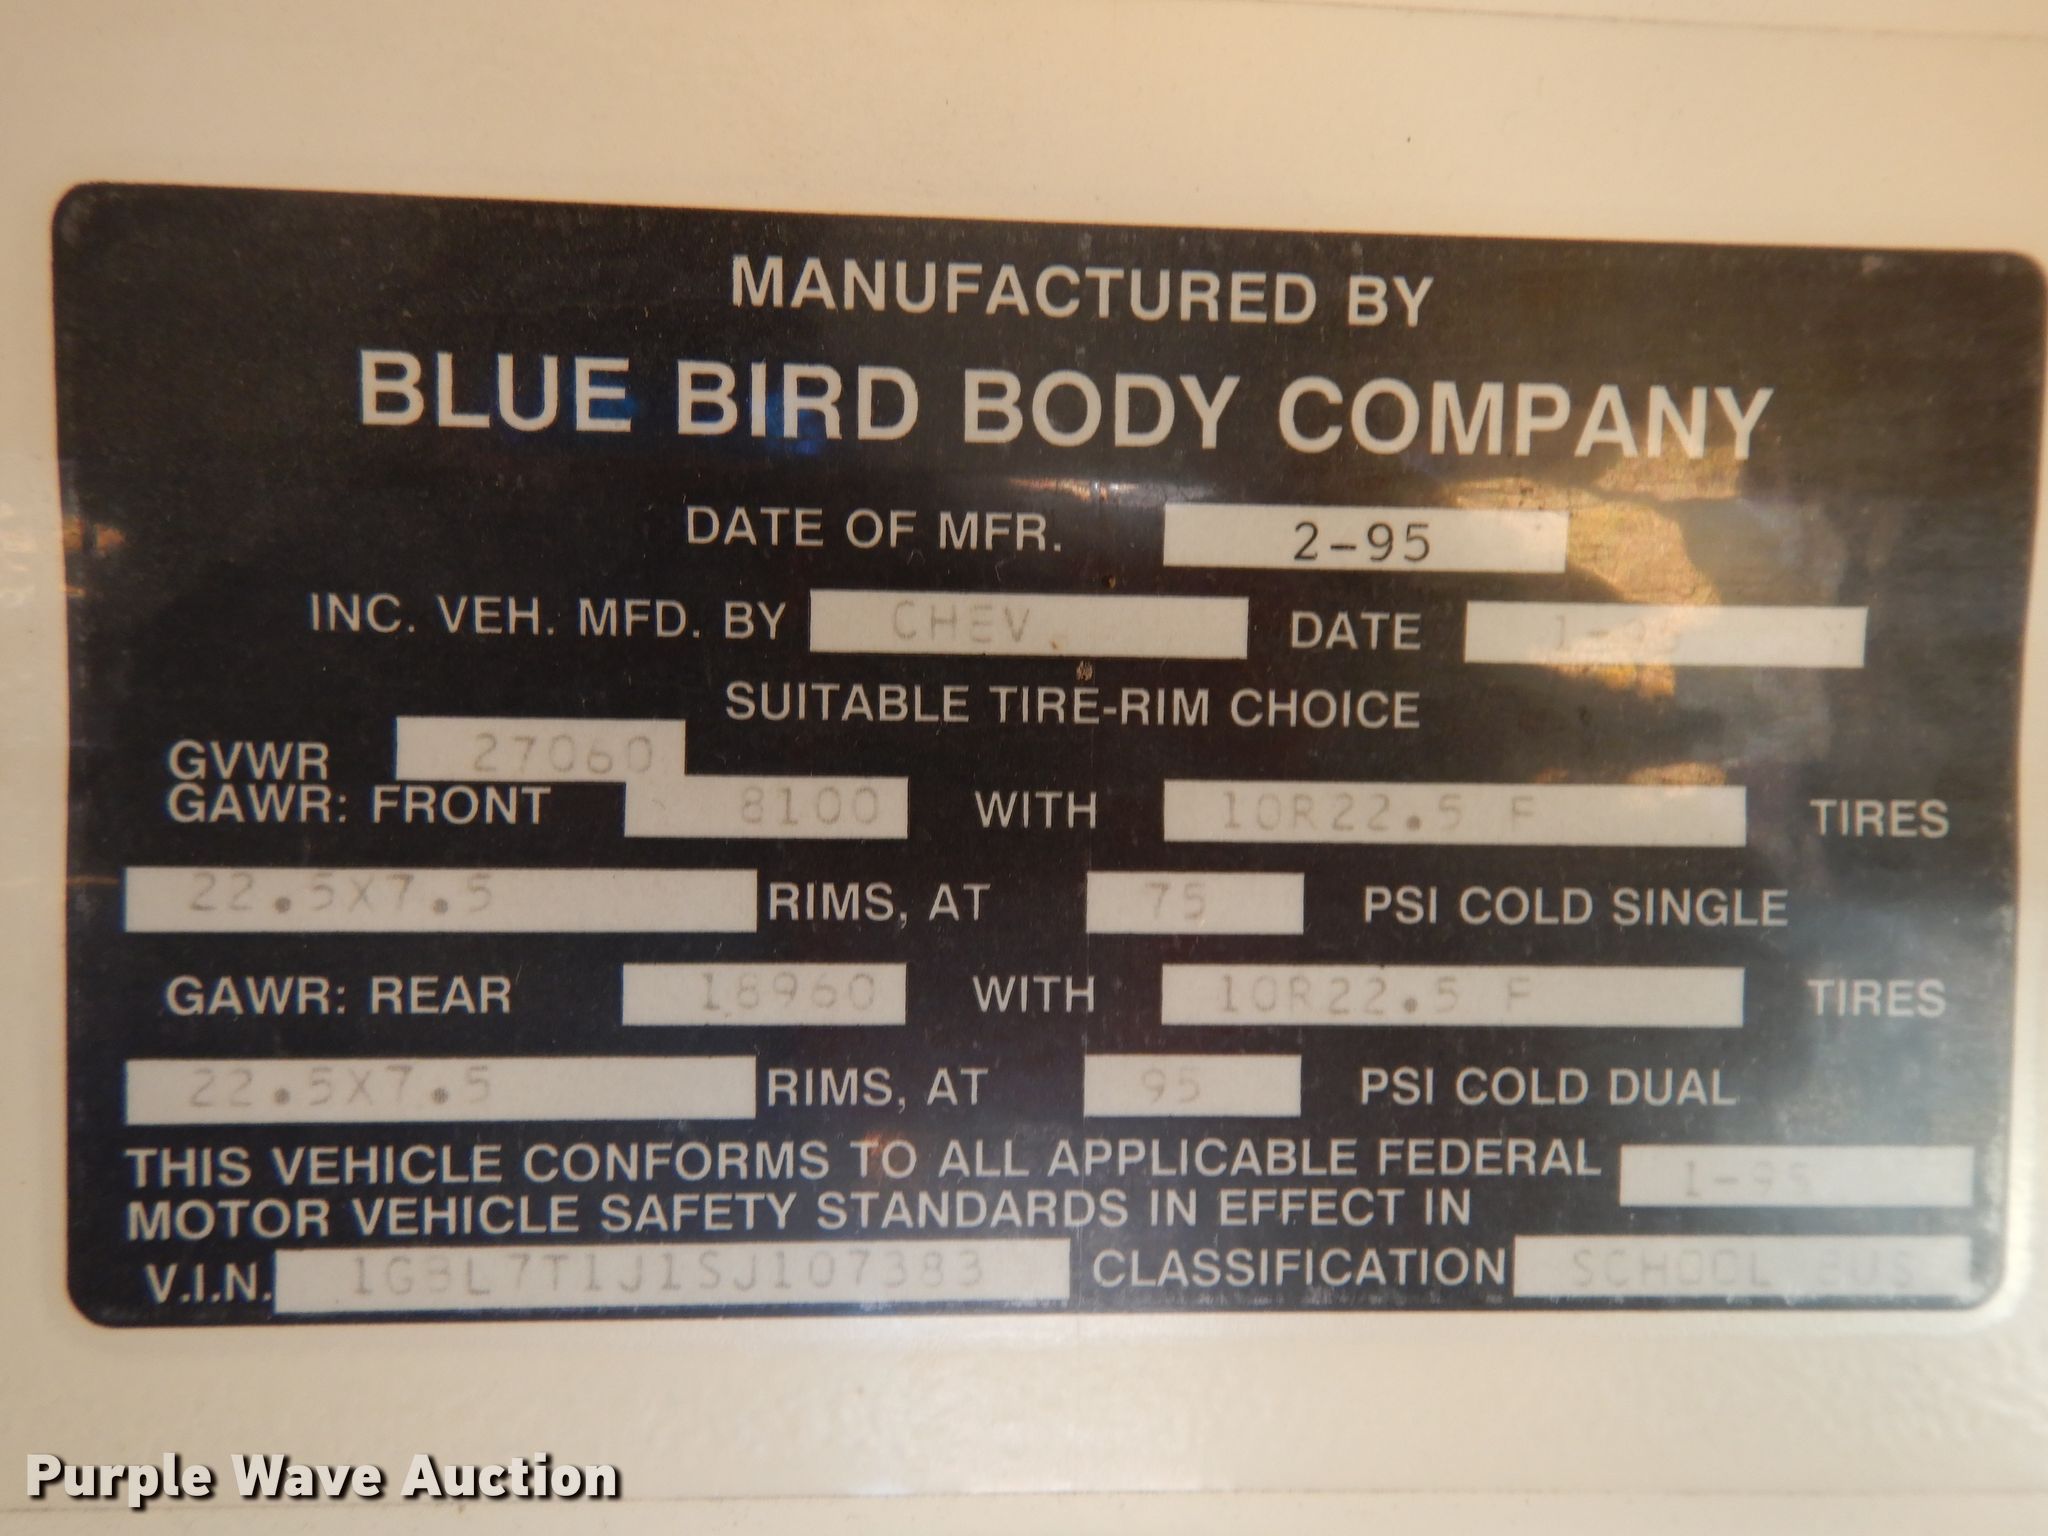 MANUFACTURED BY
BLUE BIRD BODY COMPANY
DATE OF MFR. 2-95
INC. VEH. MFD. BY CHEV DATE
SUITABLE TIRE-RIM CHOICE
GVWR 27060
GAWR: FRONT 8100 WITH 10R22.5 F TIRES
22.5X7.5 RIMS, AT 75 PSI COLD SINGLE
GAWR: REAR 18960 WITH 10R22.5 F TIRES
22.5X7.5 RIMS, AT 95 PSI COLD DUAL
THIS VEHICLE CONFORMS TO ALL APPLICABLE FEDERAL 1-95
MOTOR VEHICLE SAFETY STANDARDS IN EFFECT IN
V.I.N. 1GBL7T1J1SJ107383 CLASSIFICATION SCHOOL BUS
Purple Wave Auction